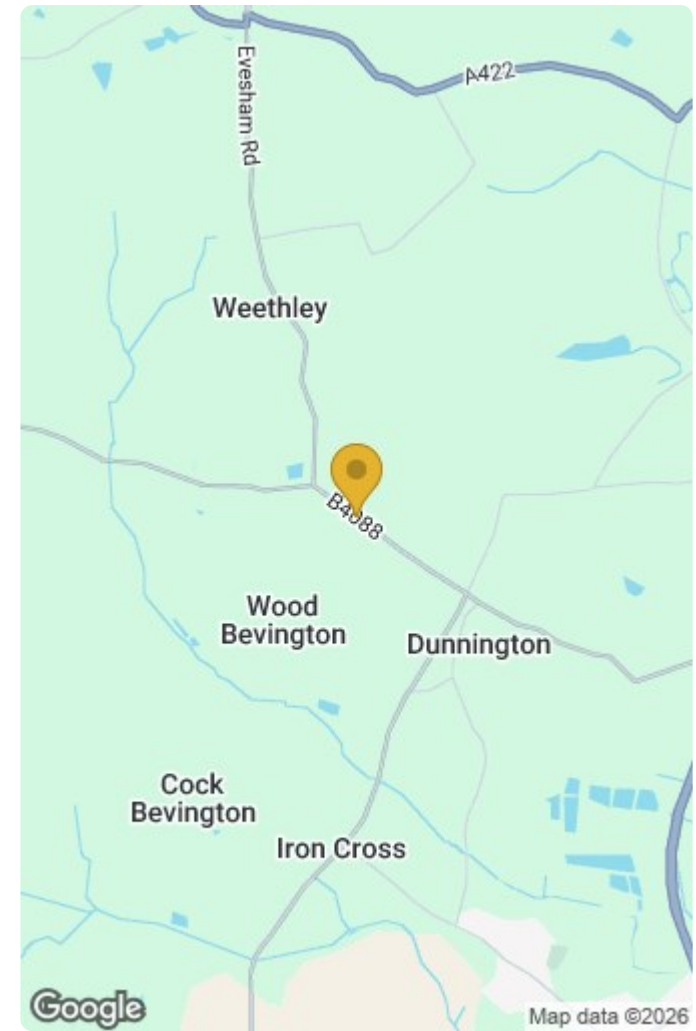 A422
Evesham Rd
Weethley
B4088
Wood
Bevington
Dunnington
Cock
Bevington
Iron Cross
Google
Map data ©2026